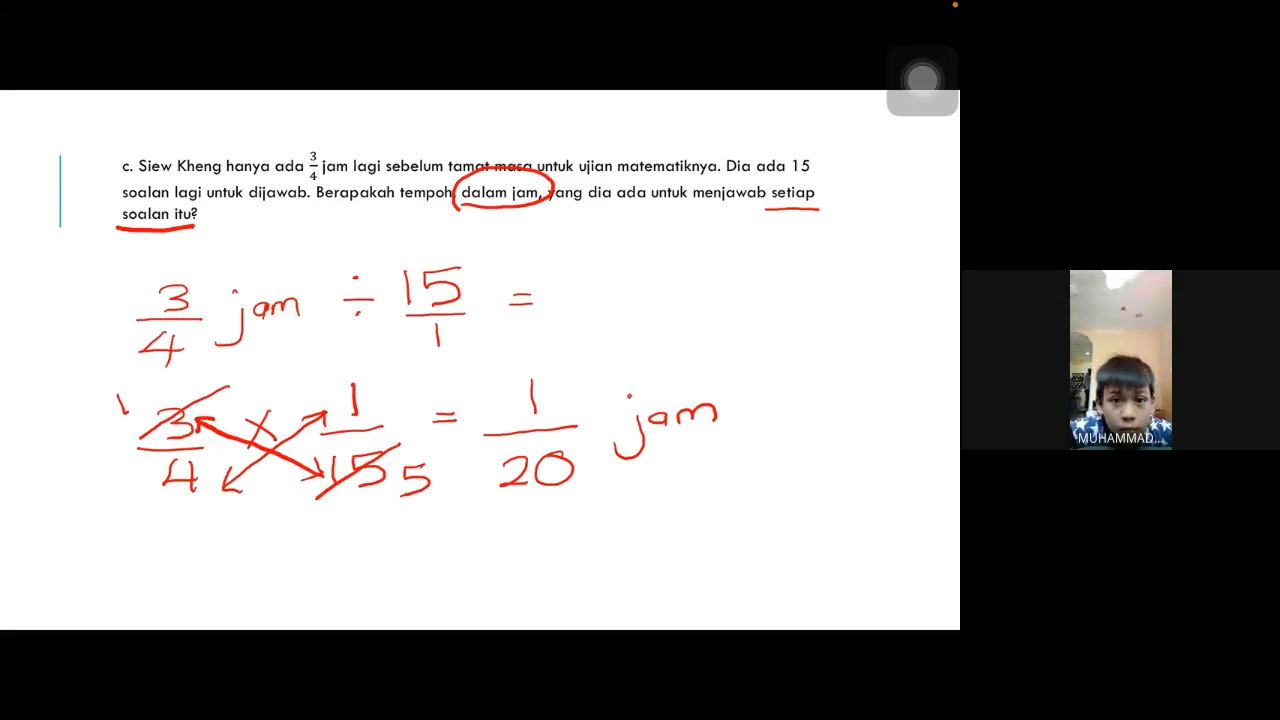 c. Siew Kheng hanya ada 3/4 jam lagi sebelum tamat masa untuk ujian matematiknya. Dia ada 15
soalan lagi untuk dijawab. Berapakah tempoh, dalam jam, yang dia ada untuk menjawab setiap
soalan itu?
3/4 jam ÷ 15/1 =
1 3/4 × 1/15 5 = 1/20 jam
MUHAMMAD...